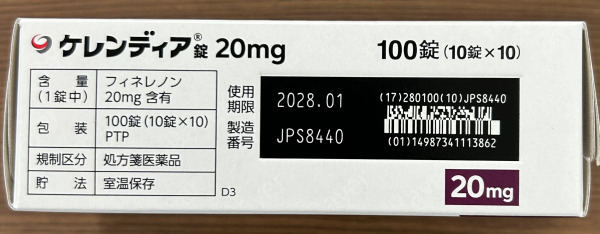 ケレンディア®錠 20mg 100錠(10錠×10)
含量(1錠中) フィネレノン 20mg 含有
包装 100錠(10錠×10) PTP
規制区分 処方箋医薬品
貯法 室温保存
D3
使用期限 2028.01
製造番号 JPS8440
(17)280100(10)JPS8440
(01)14987341113862
20mg